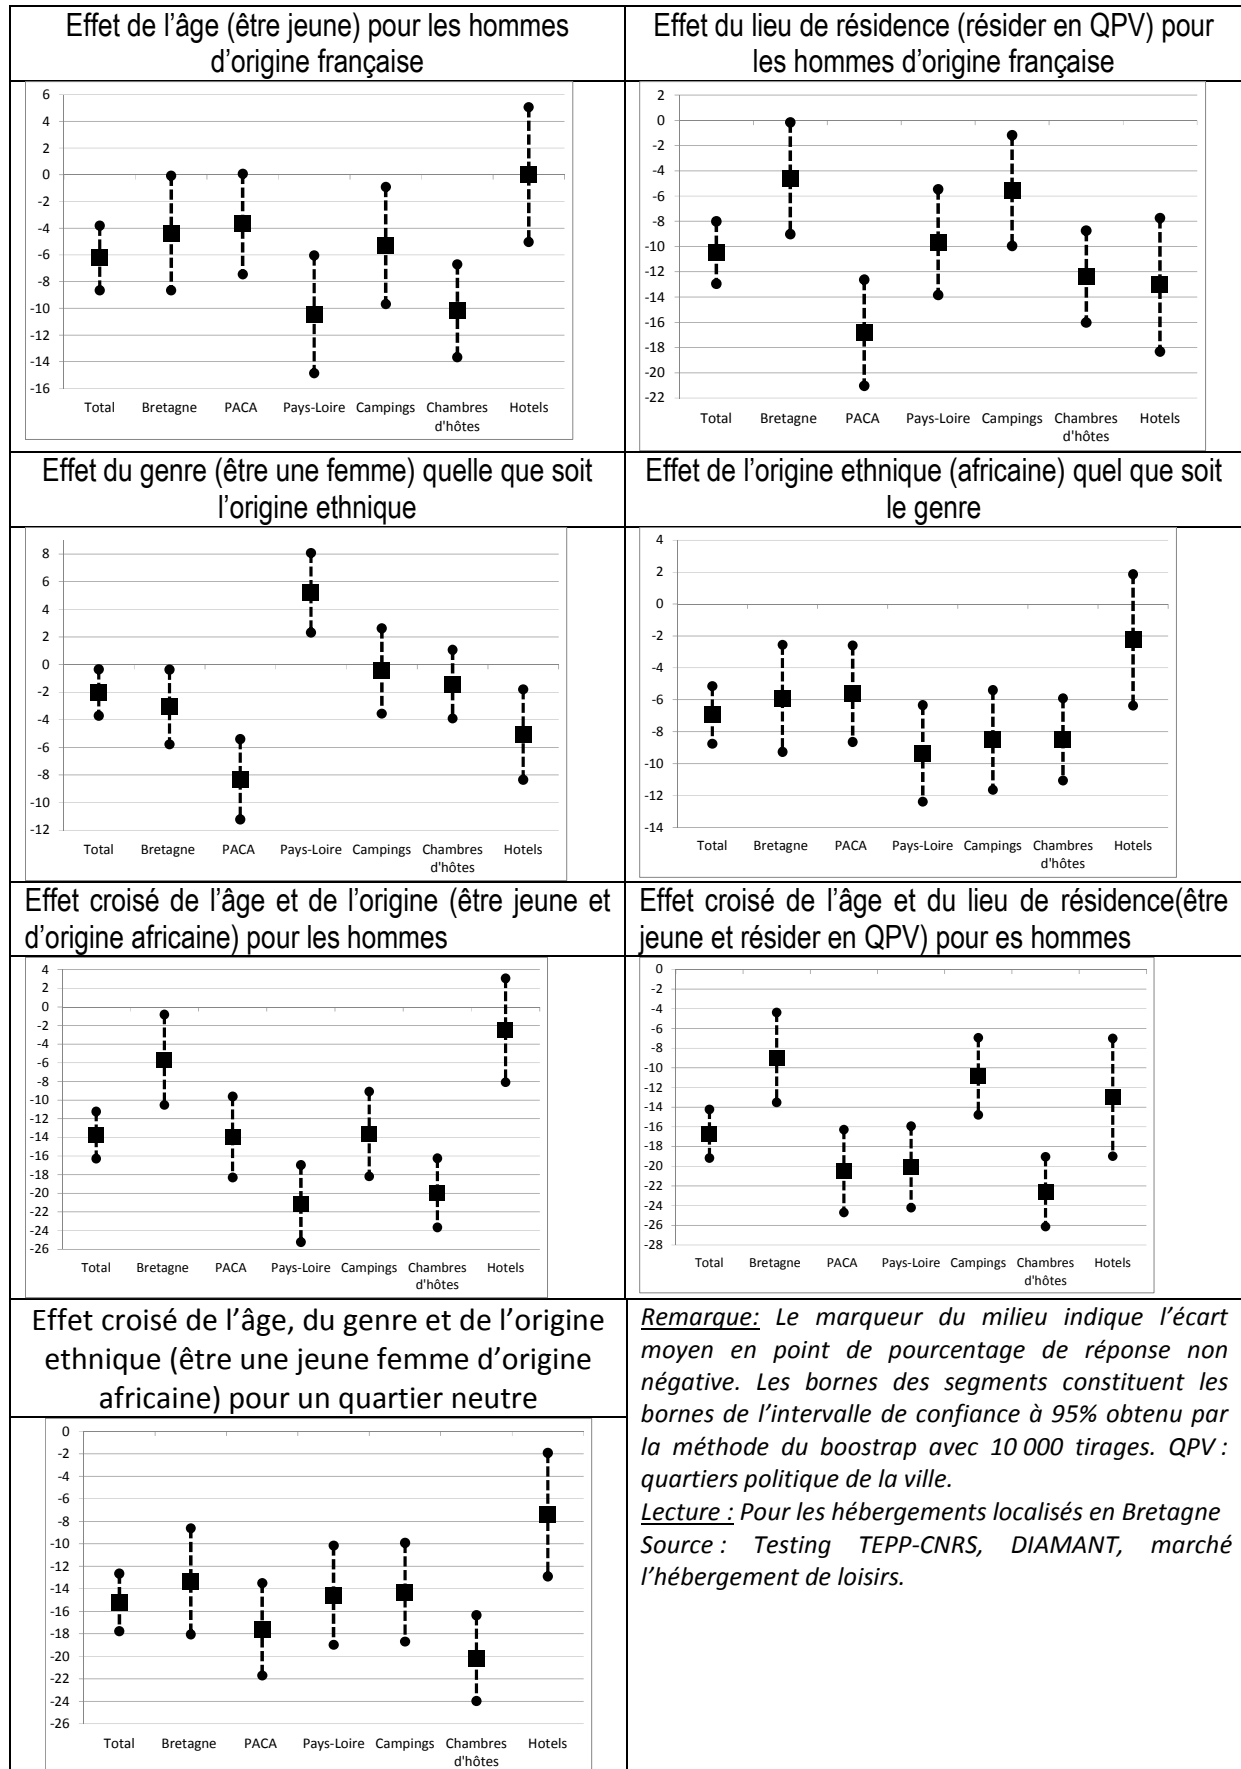 Effet de l’âge (être jeune) pour les hommes
d’origine française
Effet du lieu de résidence (résider en QPV) pour
les hommes d’origine française
6
4
2
0
-2
-4
-6
-8
-10
-12
-14
-16
Total Bretagne PACA Pays-Loire Campings Chambres Hotels
d'hôtes
2
0
-2
-4
-6
-8
-10
-12
-14
-16
-18
-20
-22
Total Bretagne PACA Pays-Loire Campings Chambres Hotels
d'hôtes
Effet du genre (être une femme) quelle que soit
l’origine ethnique
Effet de l’origine ethnique (africaine) quel que soit
le genre
8
6
4
2
0
-2
-4
-6
-8
-10
-12
Total Bretagne PACA Pays-Loire Campings Chambres Hotels
d'hôtes
4
2
0
-2
-4
-6
-8
-10
-12
-14
Total Bretagne PACA Pays-Loire Campings Chambres Hotels
d'hôtes
Effet croisé de l’âge et de l’origine (être jeune et
d’origine africaine) pour les hommes
Effet croisé de l’âge et du lieu de résidence(être
jeune et résider en QPV) pour es hommes
4
2
0
-2
-4
-6
-8
-10
-12
-14
-16
-18
-20
-22
-24
-26
Total Bretagne PACA Pays-Loire Campings Chambres Hotels
d'hôtes
0
-2
-4
-6
-8
-10
-12
-14
-16
-18
-20
-22
-24
-26
-28
Total Bretagne PACA Pays-Loire Campings Chambres Hotels
d'hôtes
Effet croisé de l’âge, du genre et de l’origine
ethnique (être une jeune femme d’origine
africaine) pour un quartier neutre
0
-2
-4
-6
-8
-10
-12
-14
-16
-18
-20
-22
-24
-26
Total Bretagne PACA Pays-Loire Campings Chambres Hotels
d'hôtes
Remarque: Le marqueur du milieu indique l’écart
moyen en point de pourcentage de réponse non
négative. Les bornes des segments constituent les
bornes de l’intervalle de confiance à 95% obtenu par
la méthode du boostrap avec 10 000 tirages. QPV :
quartiers politique de la ville.
Lecture : Pour les hébergements localisés en Bretagne
Source : Testing TEPP-CNRS, DIAMANT, marché
l’hébergement de loisirs.